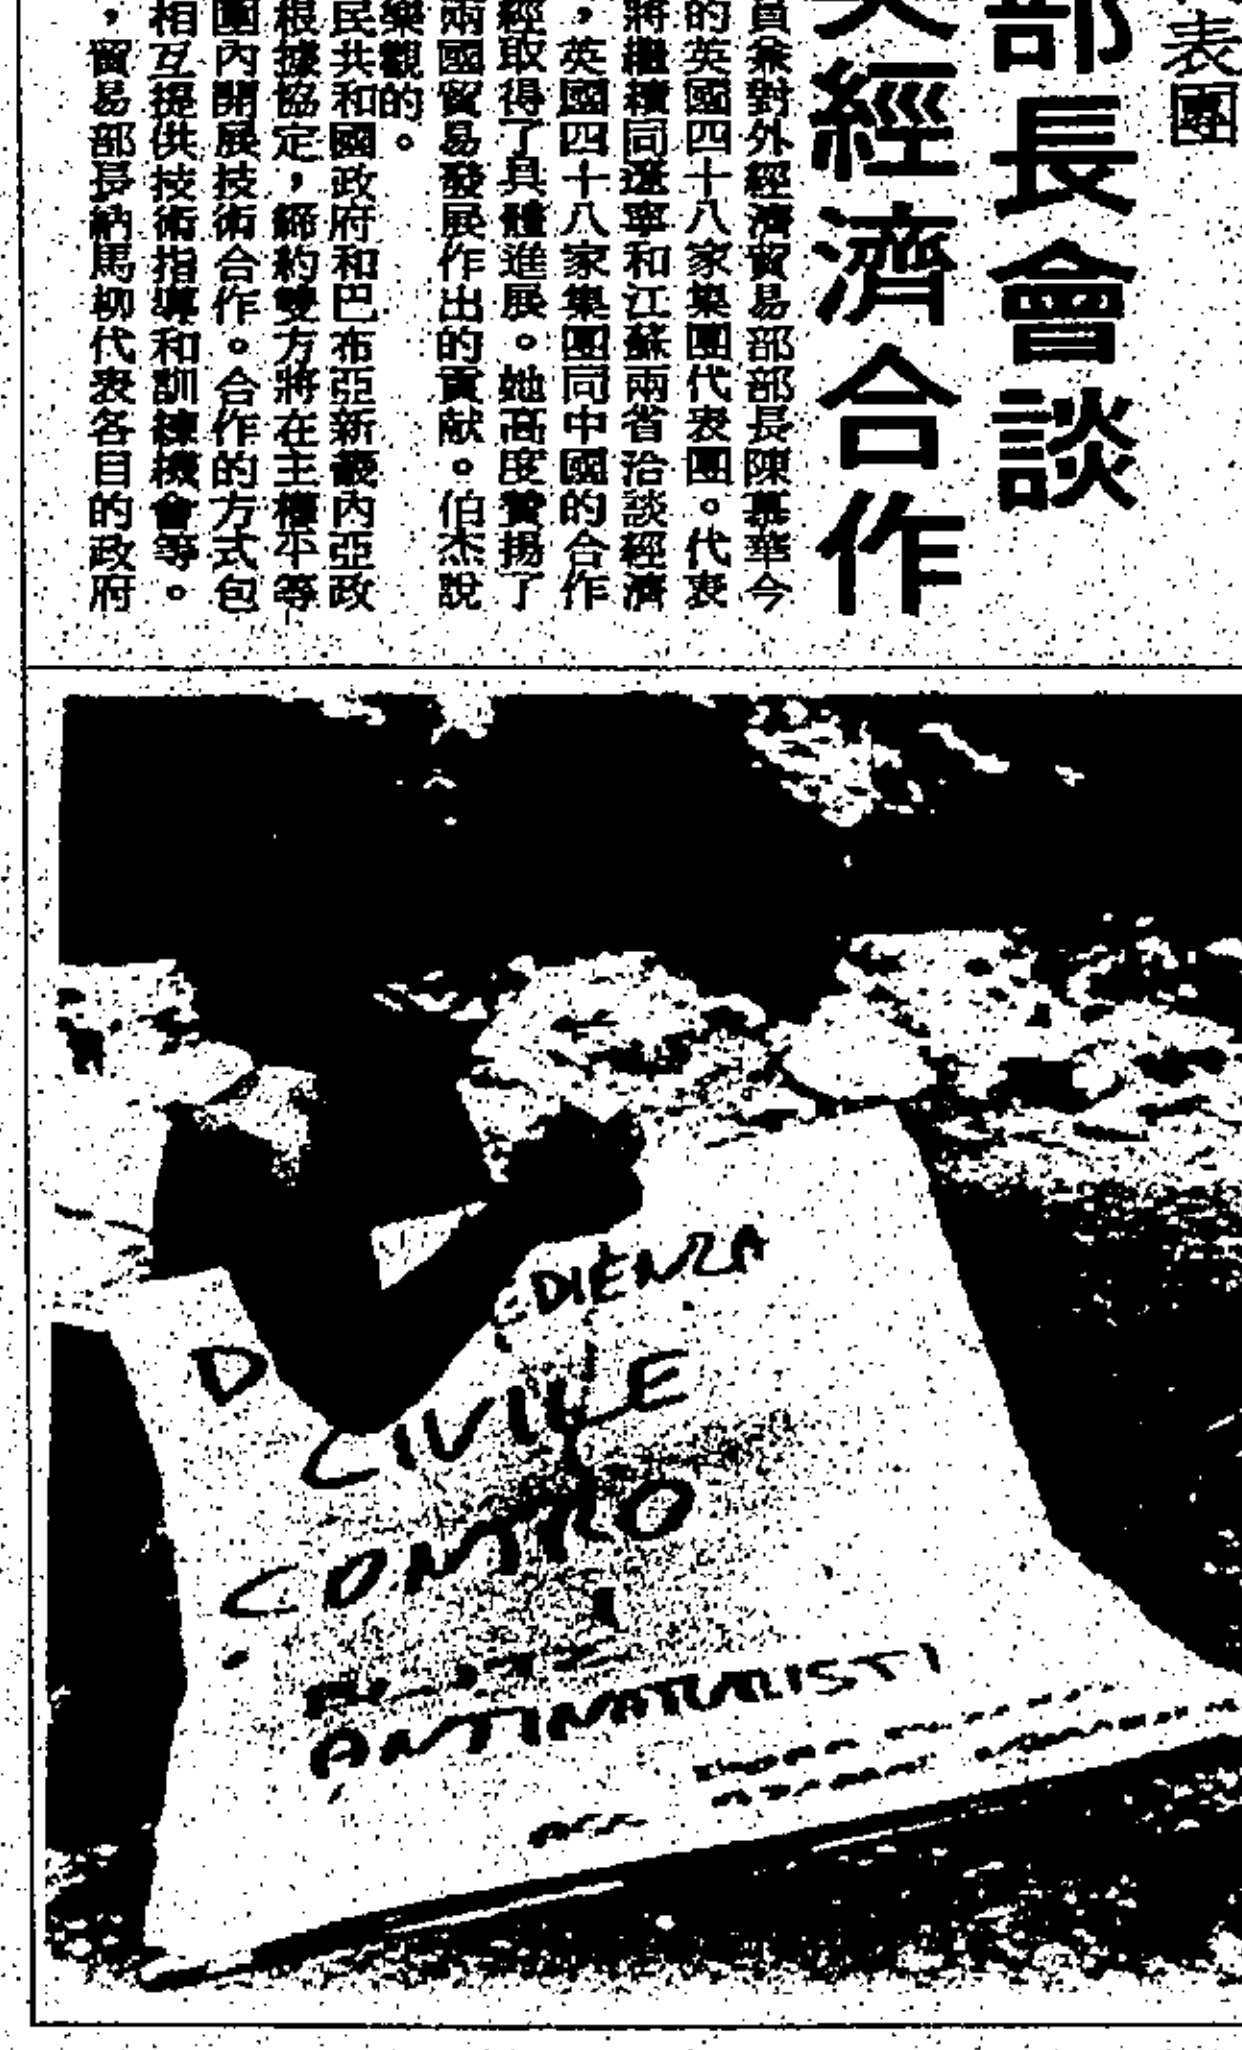 表團
部長會談
經濟合作
員兼對外經濟貿易部部長陳慕華今
的英國四十八家集團代表團。代表
將繼續同遼寧和江蘇兩省洽談經濟
，英國四十八家集團同中國的合作
經取得了具體進展。她高度贊揚了
兩國貿易發展作出的貢献。伯杰說
樂觀的。
民共和國政府和巴布亞新畿內亞政
根據協定，締約雙方將在主權平等
團內開展技術合作。合作的方式包
相互提供技術指導和訓練機會等。
，貿易部長納馬柳代表各自的政府
D EDIENZA
CIVILE
CONTRO
ANTINATURISTI